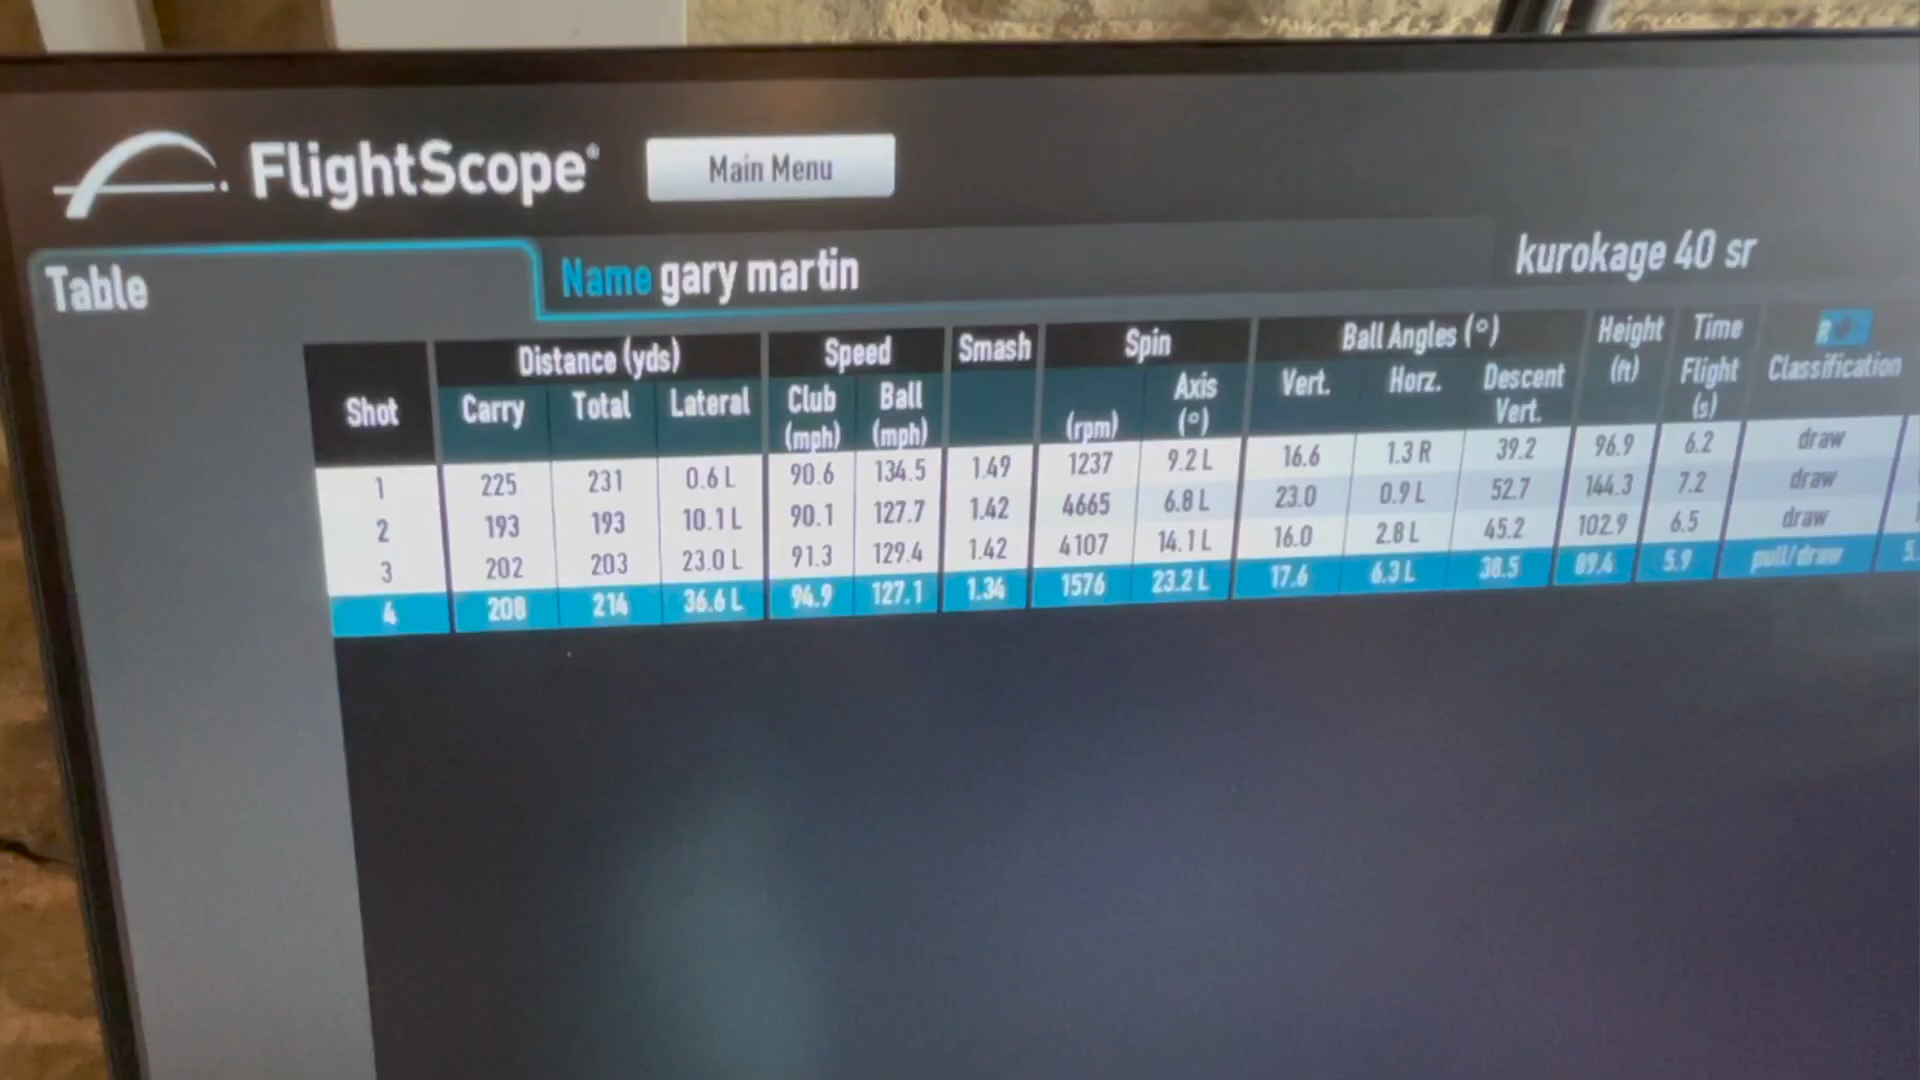 FlightScope®
Main Menu
Table
Name gary martin
kurokage 40 sr
Shot Distance (yds) Speed Smash Spin Ball Angles (°) Height (ft) Time Flight (s) Classification
Carry Total Lateral Club (mph) Ball (mph) (rpm) Axis (°) Vert. Horz. Descent Vert.
1 225 231 0.6 L 90.6 134.5 1.49 1237 9.2 L 16.6 1.3 R 39.2 96.9 6.2 draw
2 193 193 10.1 L 90.1 127.7 1.42 4665 6.8 L 23.0 0.9 L 52.7 144.3 7.2 draw
3 202 203 23.0 L 91.3 129.4 1.42 4107 14.1 L 16.0 2.8 L 45.2 102.9 6.5 draw
4 208 214 36.6 L 94.9 127.1 1.34 1576 23.2 L 17.6 6.3 L 38.5 89.4 5.9 pull/draw